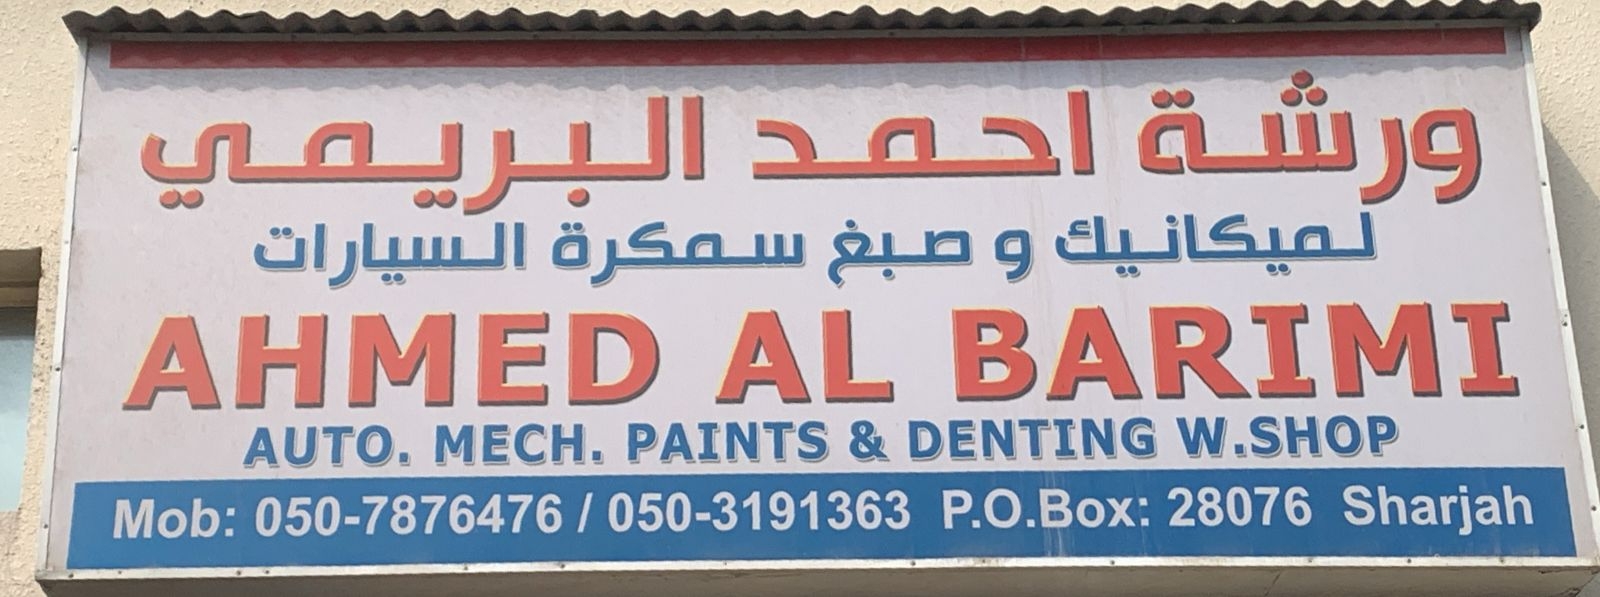 ورشة احمد البريمي
لميكانيك و صبغ سمكرة السيارات
AHMED AL BARIMI
AUTO. MECH. PAINTS & DENTING W.SHOP
Mob: 050-7876476 / 050-3191363 P.O.Box: 28076 Sharjah